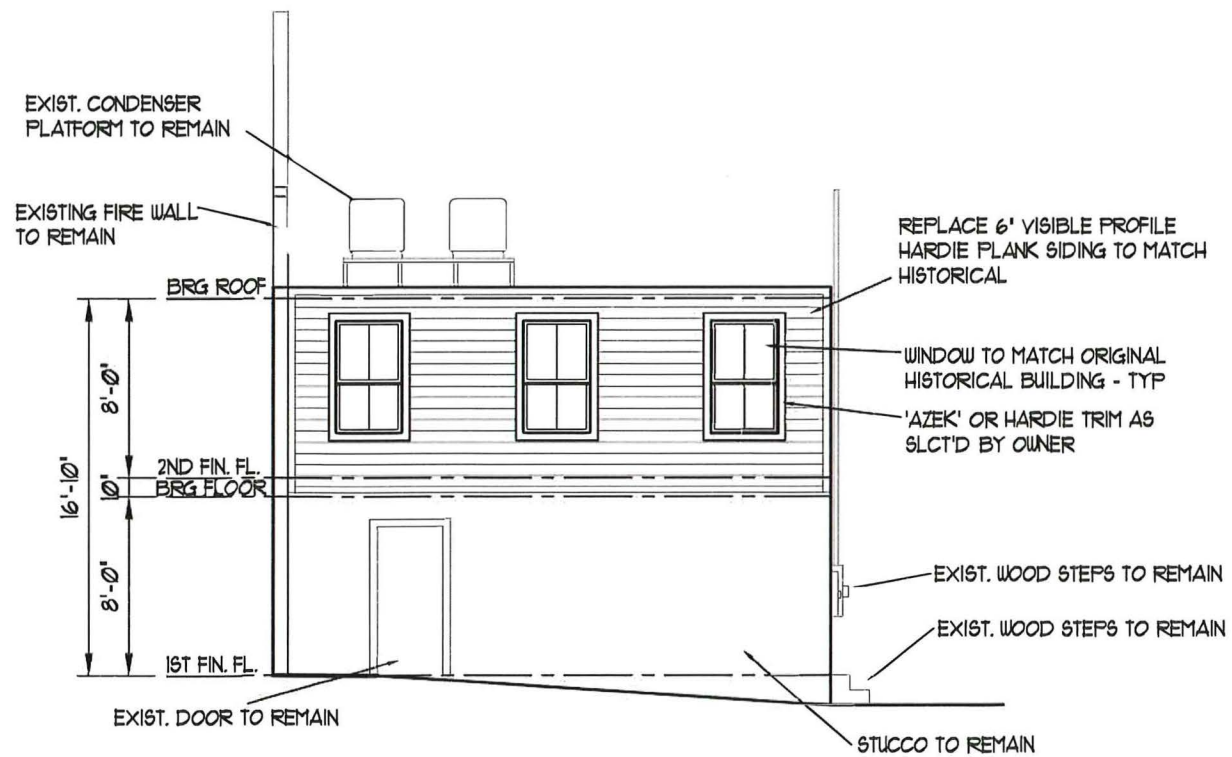 EXIST. CONDENSER
PLATFORM TO REMAIN
EXISTING FIRE WALL
TO REMAIN
REPLACE 6" VISIBLE PROFILE
HARDIE PLANK SIDING TO MATCH
HISTORICAL
BRG ROOF
WINDOW TO MATCH ORIGINAL
HISTORICAL BUILDING - TYP
'AZEK' OR HARDIE TRIM AS
SLCT'D BY OWNER
8'-0"
2ND FIN. FL.
10"
BRG FLOOR
16'-10"
8'-0"
EXIST. WOOD STEPS TO REMAIN
EXIST. WOOD STEPS TO REMAIN
1ST FIN. FL.
EXIST. DOOR TO REMAIN
STUCCO TO REMAIN